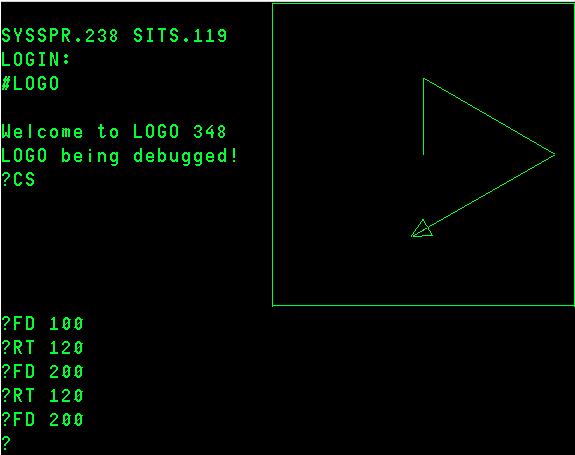 SYSSPR.238 SITS.119
LOGIN:
#LOGO
Welcome to LOGO 348
LOGO being debugged!
?CS
?FD 100
?RT 120
?FD 200
?RT 120
?FD 200
?